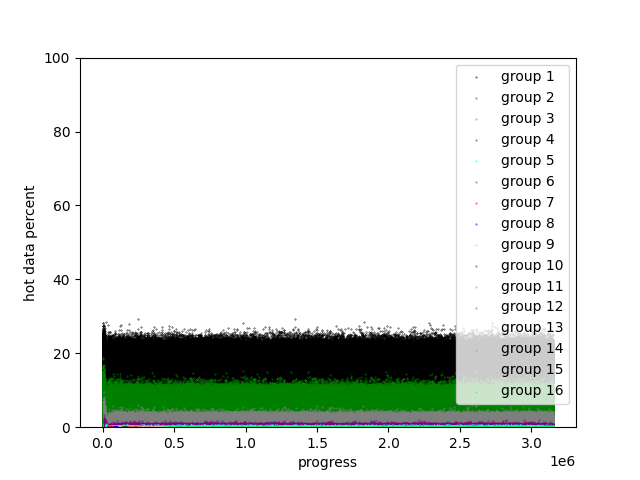 100
80
60
40
20
0
hot data percent
0.0 0.5 1.0 1.5 2.0 2.5 3.0
1e6
progress
group 1
group 2
group 3
group 4
group 5
group 6
group 7
group 8
group 9
group 10
group 11
group 12
group 13
group 14
group 15
group 16